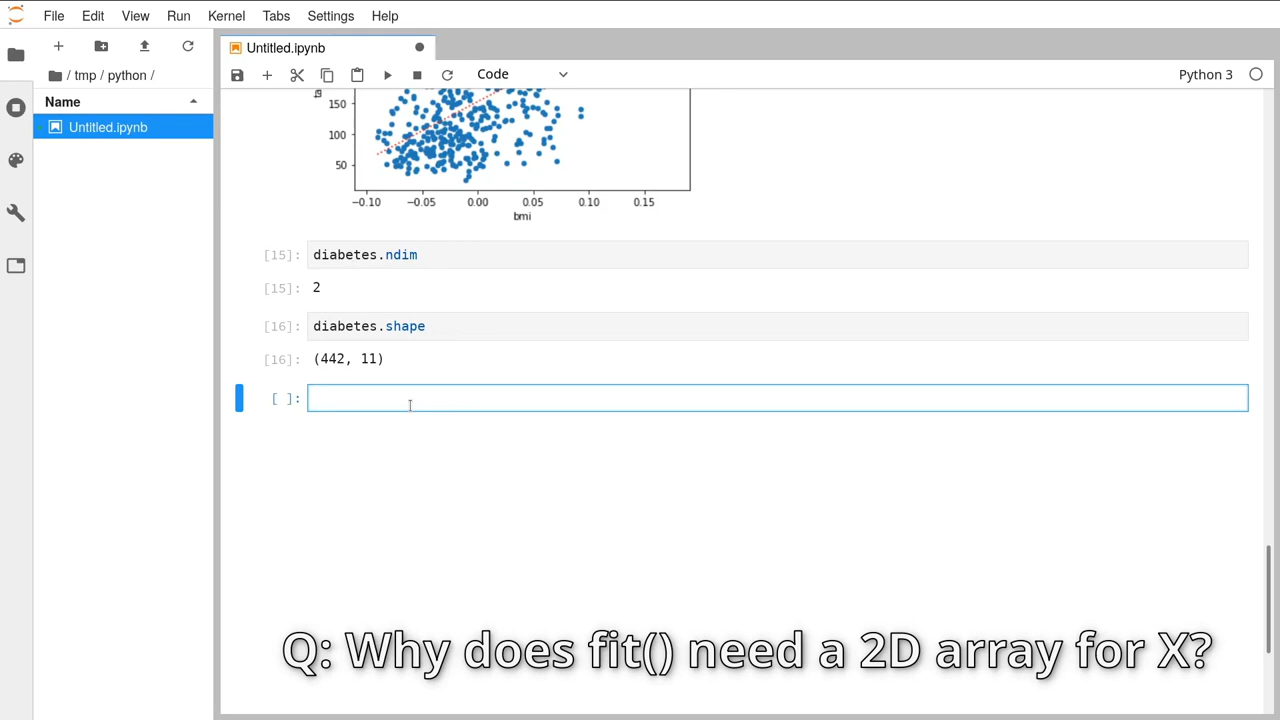 File Edit View Run Kernel Tabs Settings Help
Untitled.ipynb
Code
Python 3
/ tmp / python /
Name
Untitled.ipynb
150
100
50
−0.10 −0.05 0.00 0.05 0.10 0.15
bmi
[15]: diabetes.ndim
[15]: 2
[16]: diabetes.shape
[16]: (442, 11)
[ ]:
Q: Why does fit() need a 2D array for X?